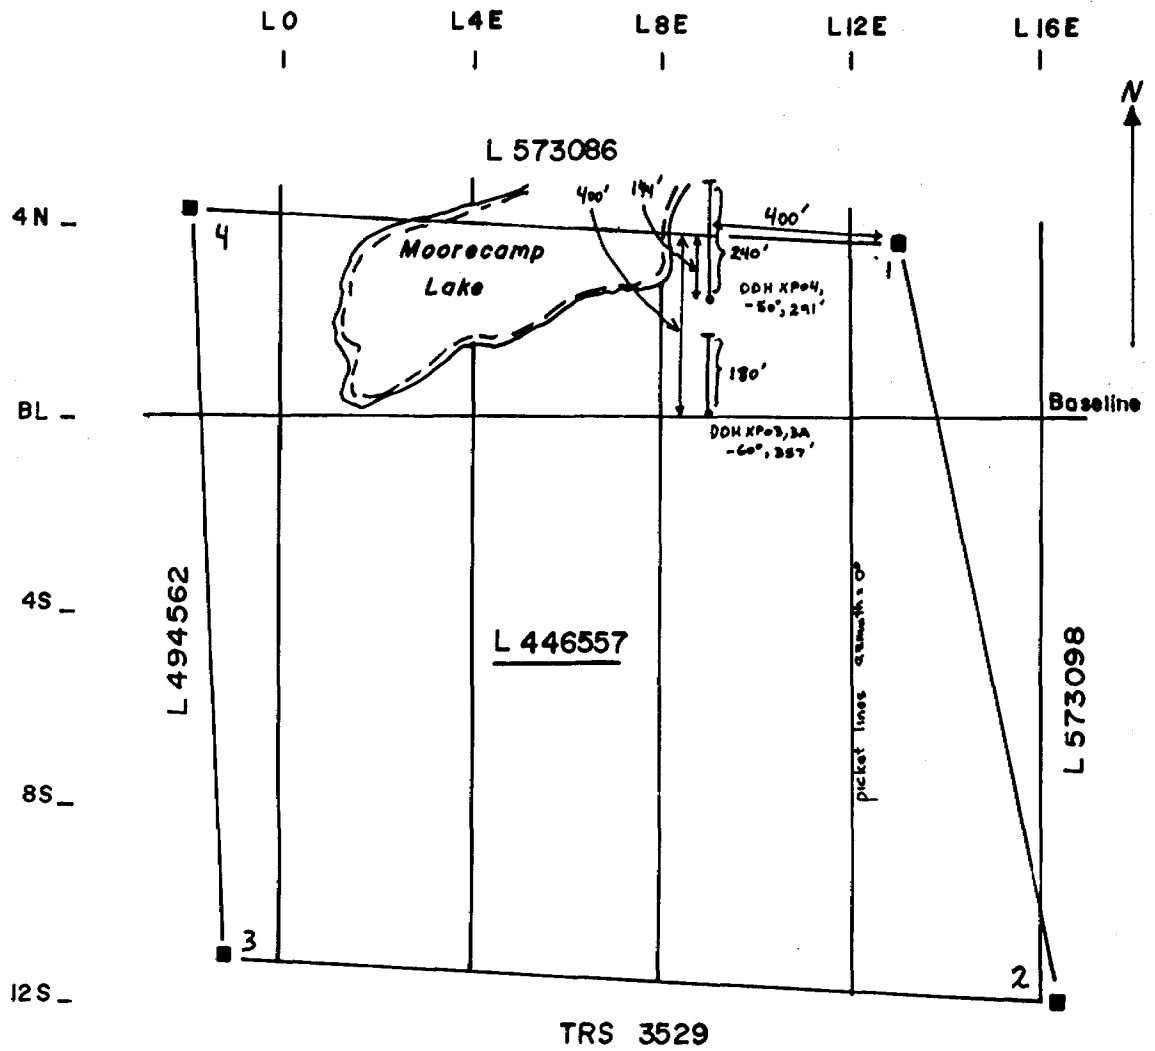 L 0 L4E L8E L12E L16E
N
L 573086
4N
4
400' 144'
400'
240'
1
Moorecamp
Lake
DDH XP04,
-50°, 291'
180'
BL
Baseline
DDH XP03, 3A
-60°, 357'
4S
L 494562
L 446557
picket lines azimuth = 0°
L 573098
8S
3
2
12S
TRS 3529